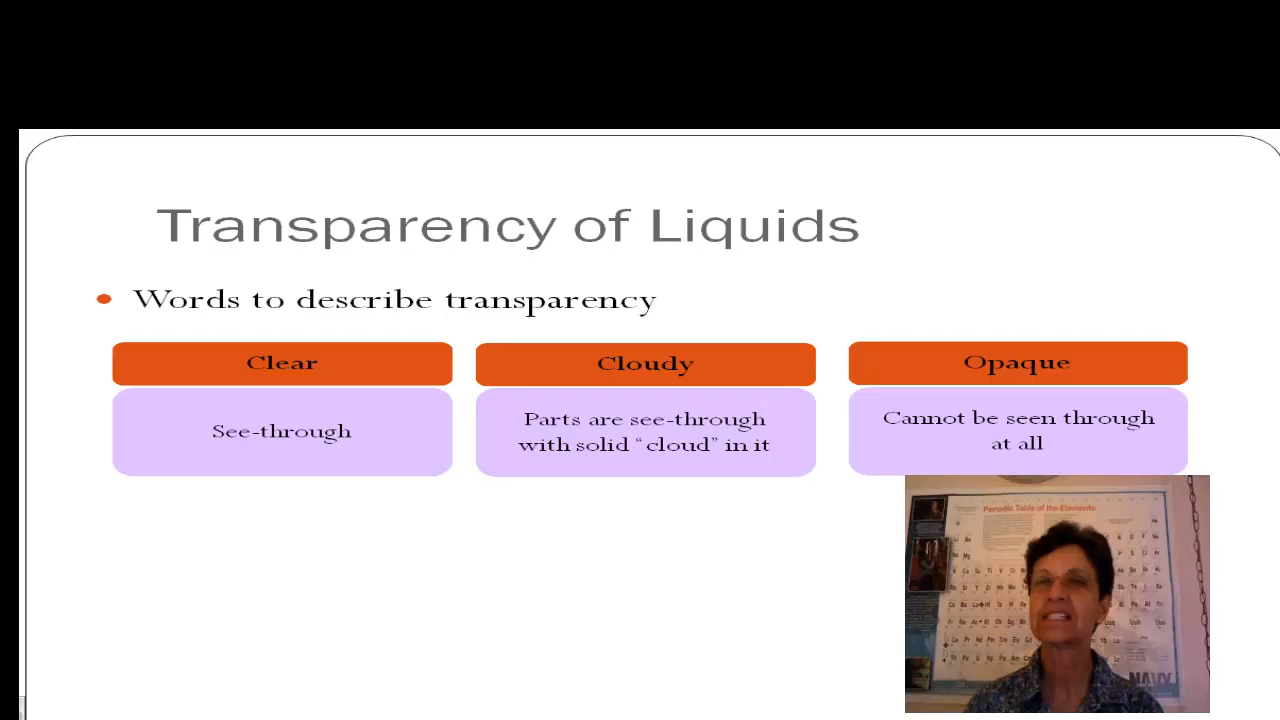 Transparency of Liquids
Words to describe transparency
Clear
Cloudy
Opaque
See-through
Parts are see-through
with solid “cloud” in it
Cannot be seen through
at all
Periodic Table of the Elements
NAVY